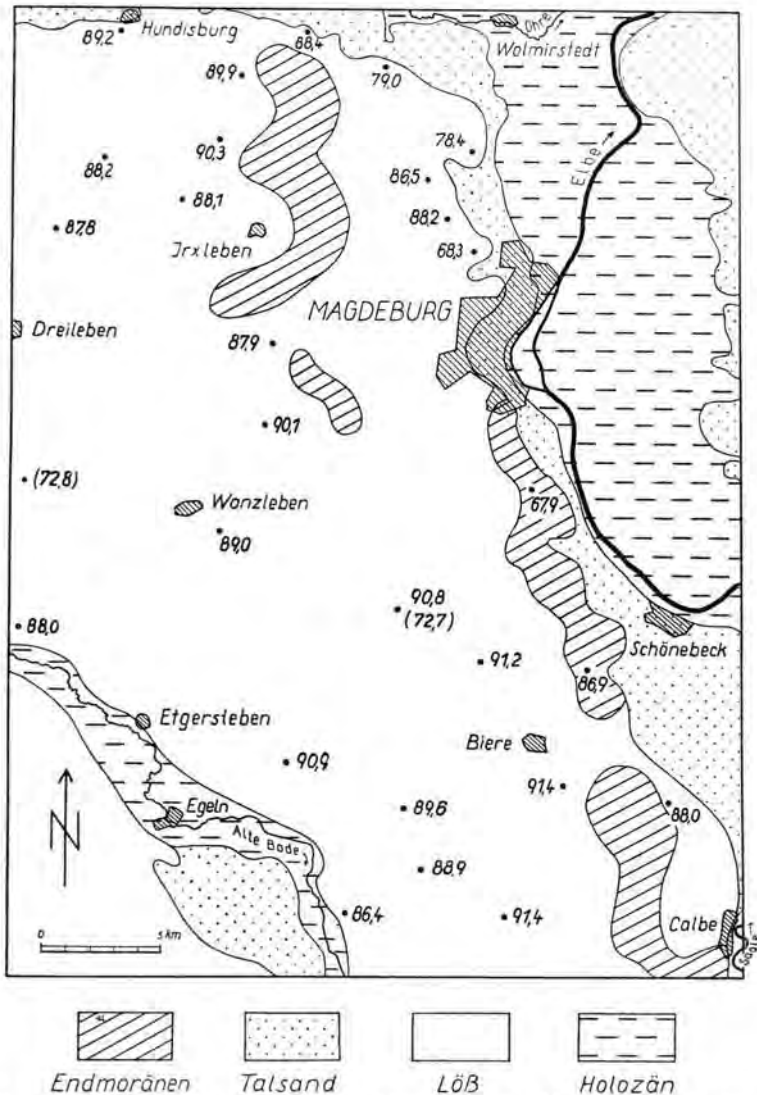 89,2
Hundisburg
88,4
Ohre
Wolmirstedt
89,9
79,0
90,3
78,4
Elbe
88,2
86,5
88,1
87,8
88,2
Irxleben
68,3
MAGDEBURG
Dreileben
87,9
90,1
(72,8)
Wanzleben
67,9
89,0
90,8
(72,7)
88,0
91,2
Schönebeck
86,9
Etgersleben
Biere
90,9
91,4
N
Egeln
89,6
88,0
Alte Bode
88,9
86,4
91,4
Calbe
Saale
0 5 km
Endmoränen Talsand Löß Holozän